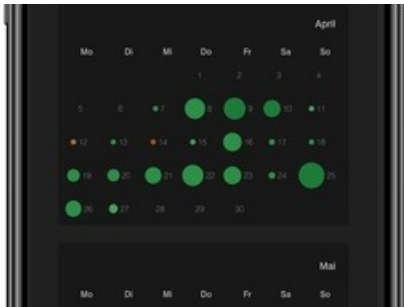 April
Mo Di Mi Do Fr Sa So
1 2 3 4
5 6 7 8 9 10 11
12 13 14 15 16 17 18
19 20 21 22 23 24 25
26 27 28 29 30
Mai
Mo Di Mi Do Fr Sa So